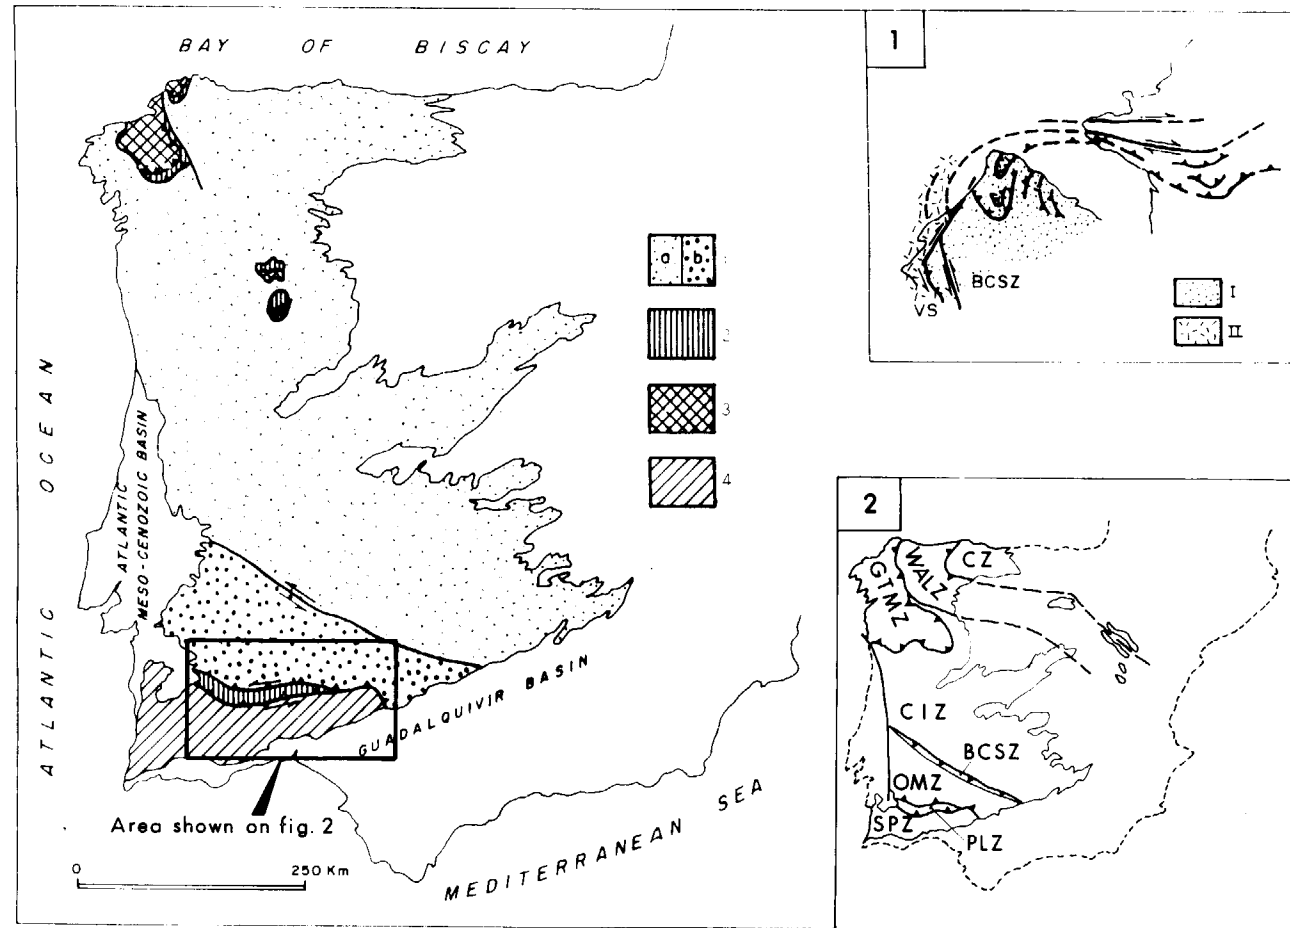 BAY OF BISCAY
ATLANTIC OCEAN
ATLANTIC
MESO-CENOZOIC BASIN
GUADALQUIVIR BASIN
MEDITERRANEAN SEA
Area shown on fig. 2
0 250 Km
a b
2
3
4
1
BCSZ
VS
I
II
2
CZ
WALZ
GTMZ
CIZ
BCSZ
OMZ
SPZ
PLZ